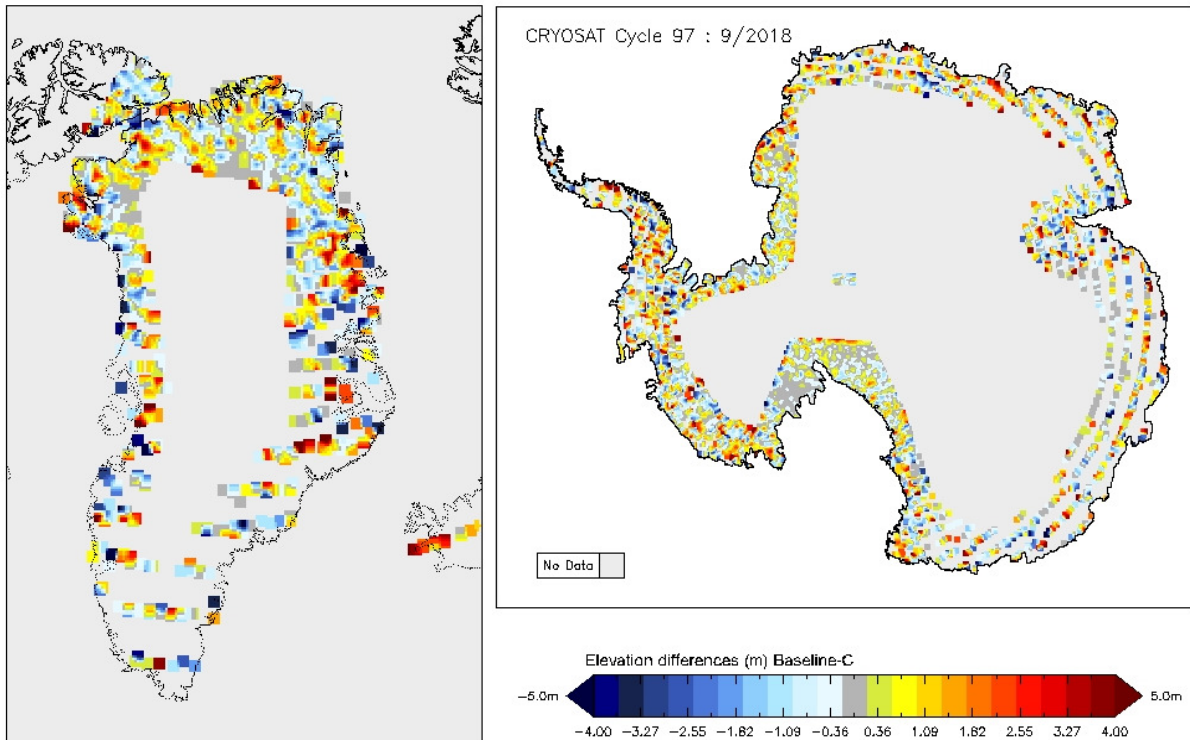 CRYOSAT Cycle 97 : 9/2018
No Data
Elevation differences (m) Baseline-C
-5.0m 5.0m
-4.00 -3.27 -2.55 -1.82 -1.09 -0.36 0.36 1.09 1.82 2.55 3.27 4.00